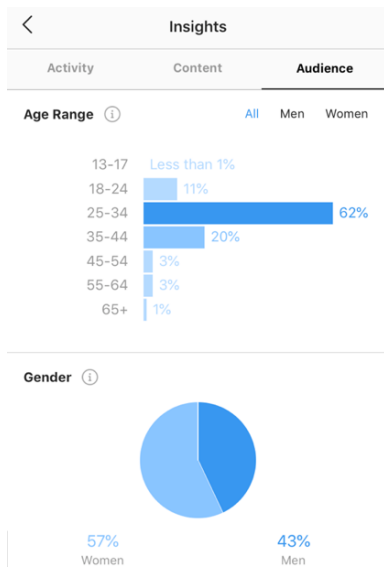 Insights
Activity Content Audience
Age Range All Men Women
13-17 Less than 1%
18-24 11%
25-34 62%
35-44 20%
45-54 3%
55-64 3%
65+ 1%
Gender
57% 43%
Women Men